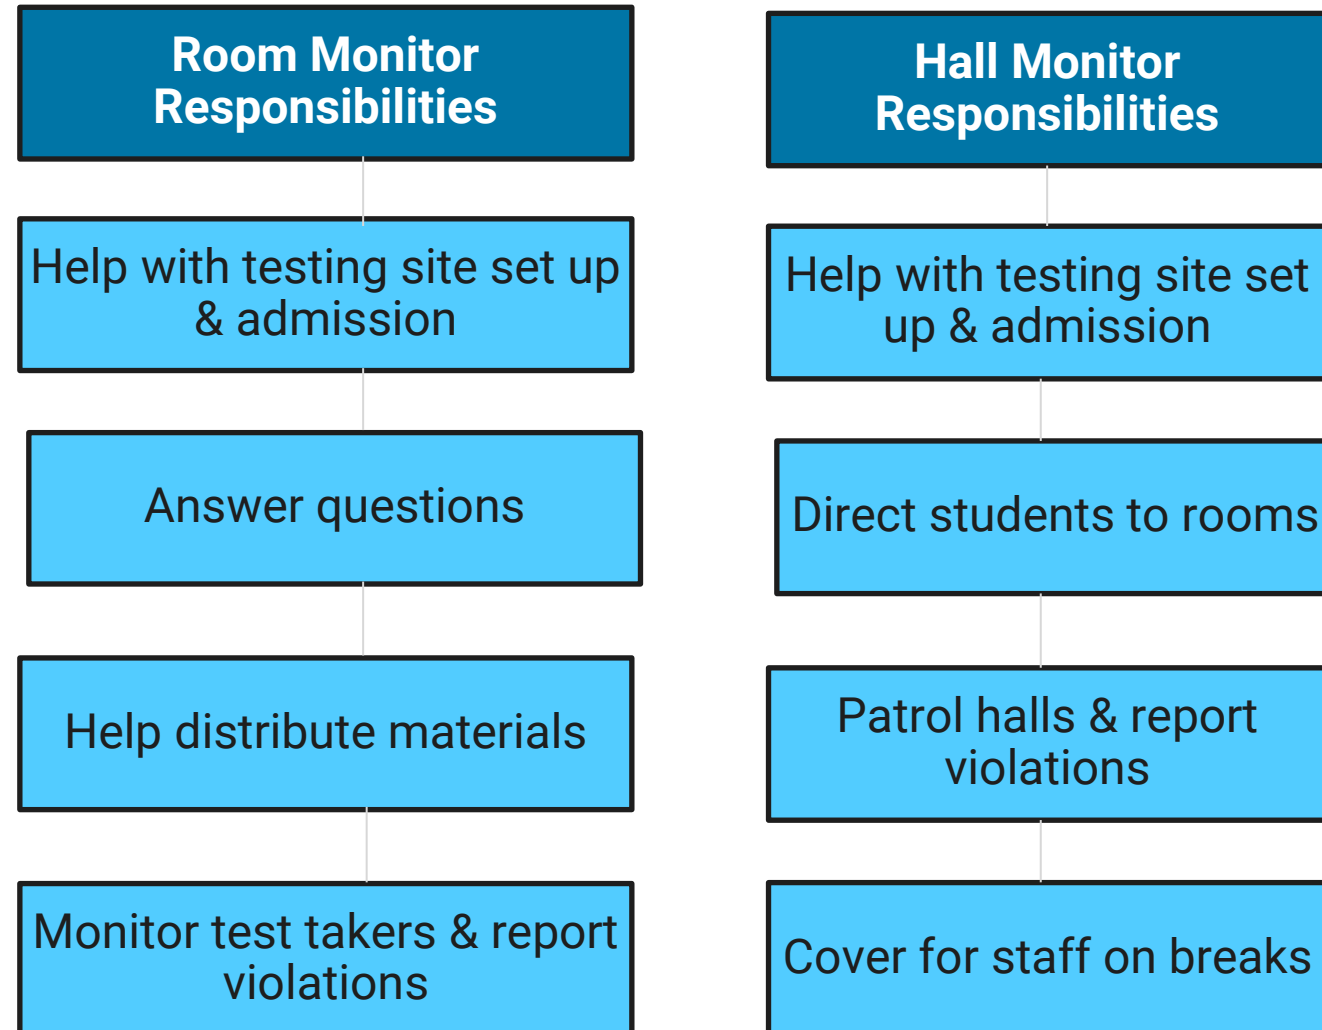 Room Monitor
Responsibilities
Help with testing site set up
& admission
Answer questions
Help distribute materials
Monitor test takers & report
violations
Hall Monitor
Responsibilities
Help with testing site set
up & admission
Direct students to rooms
Patrol halls & report
violations
Cover for staff on breaks